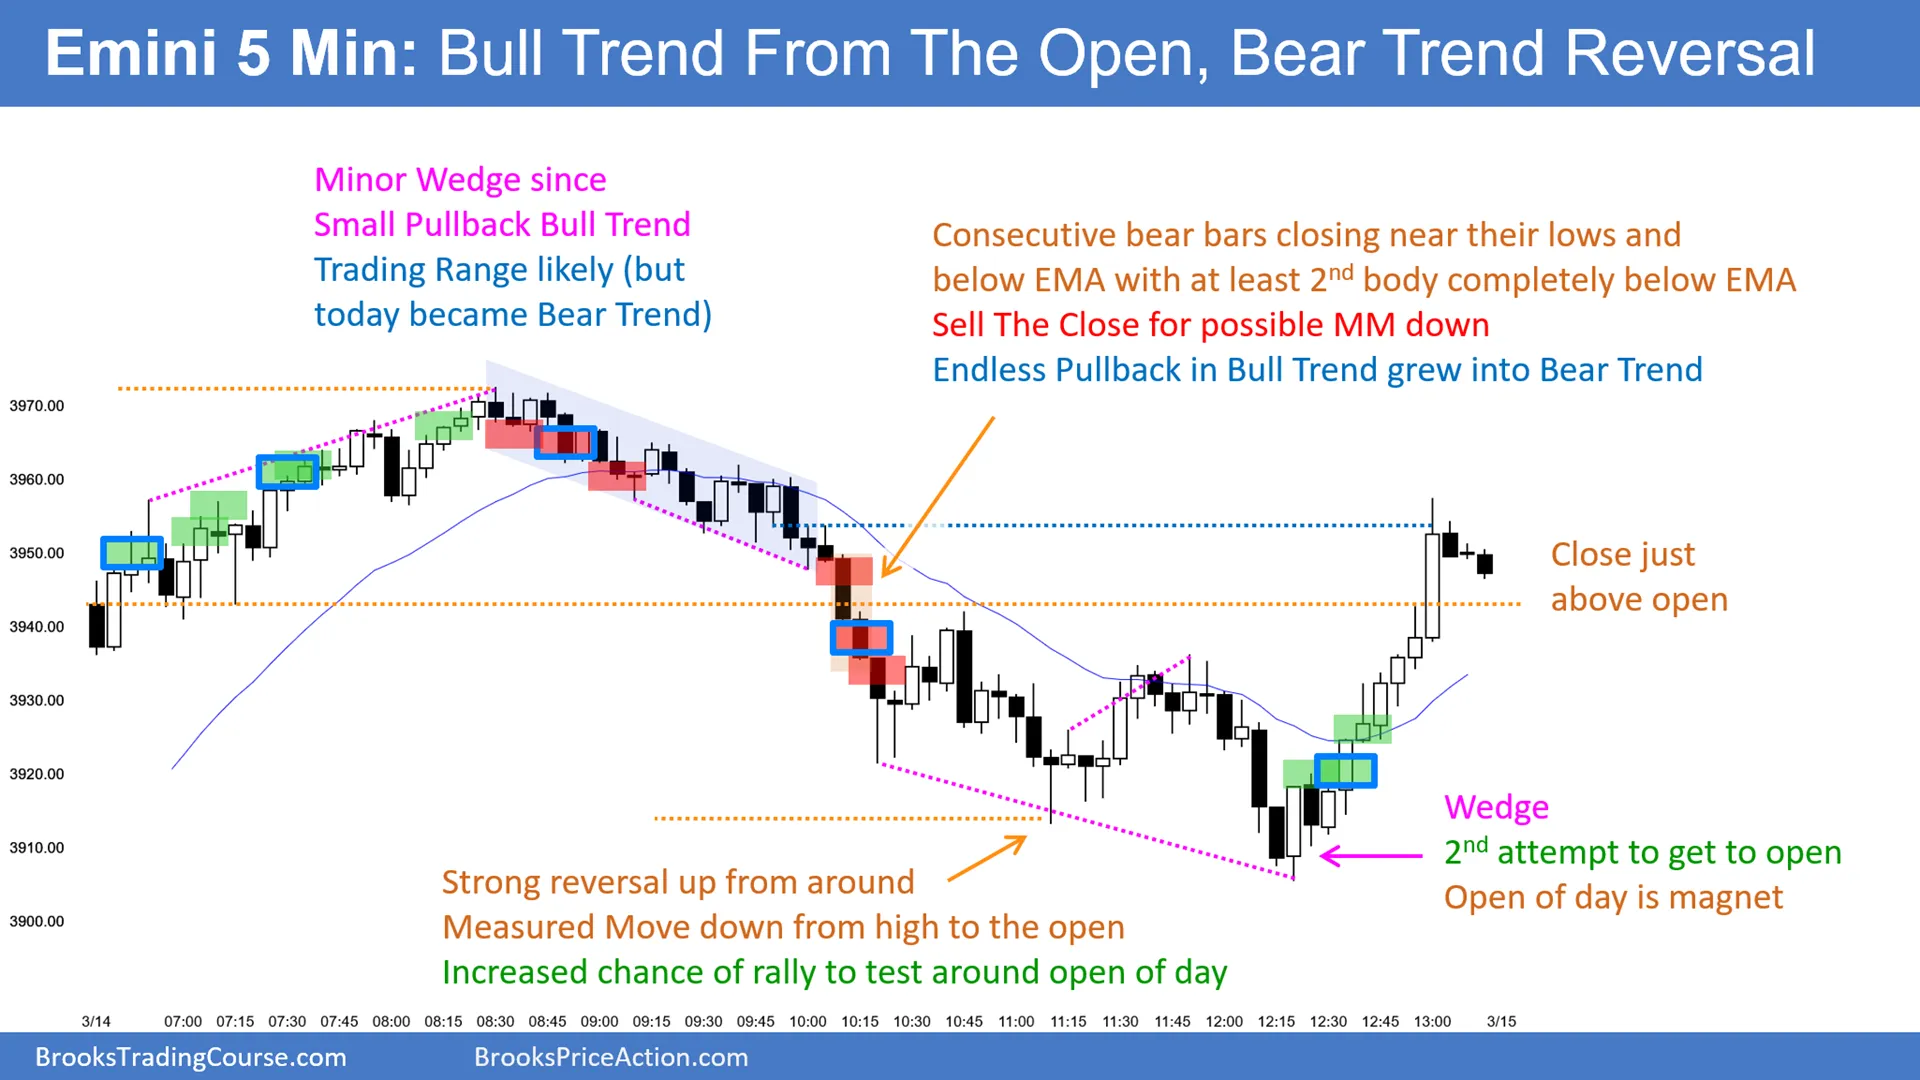 Emini 5 Min: Bull Trend From The Open, Bear Trend Reversal
Minor Wedge since
Small Pullback Bull Trend
Trading Range likely (but
today became Bear Trend)
Consecutive bear bars closing near their lows and
below EMA with at least 2nd body completely below EMA
Sell The Close for possible MM down
Endless Pullback in Bull Trend grew into Bear Trend
3970.00
3960.00
3950.00
3940.00
3930.00
3920.00
3910.00
3900.00
Close just
above open
Wedge
2nd attempt to get to open
Open of day is magnet
Strong reversal up from around
Measured Move down from high to the open
Increased chance of rally to test around open of day
3/14 07:00 07:15 07:30 07:45 08:00 08:15 08:30 08:45 09:00 09:15 09:30 09:45 10:00 10:15 10:30 10:45 11:00 11:15 11:30 11:45 12:00 12:15 12:30 12:45 13:00 3/15
BrooksTradingCourse.com BrooksPriceAction.com